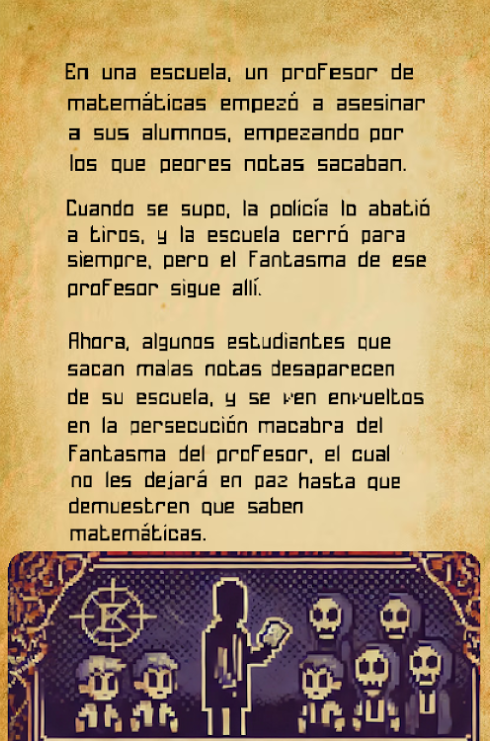 En una escuela, un profesor de
matemáticas empezó a asesinar
a sus alumnos, empezando por
los que peores notas sacaban.
Cuando se supo, la policía lo abatió
a tiros, y la escuela cerró para
siempre, pero el fantasma de ese
profesor sigue allí.
Ahora, algunos estudiantes que
sacan malas notas desaparecen
de su escuela, y se ven envueltos
en la persecución macabra del
fantasma del profesor, el cual
no les dejará en paz hasta que
demuestren que saben
matemáticas.